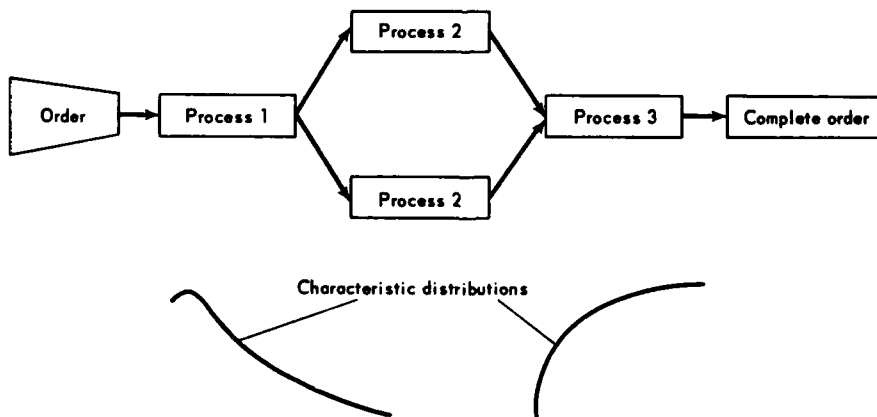 Process 2
Order
Process 1
Process 3
Complete order
Process 2
Characteristic distributions